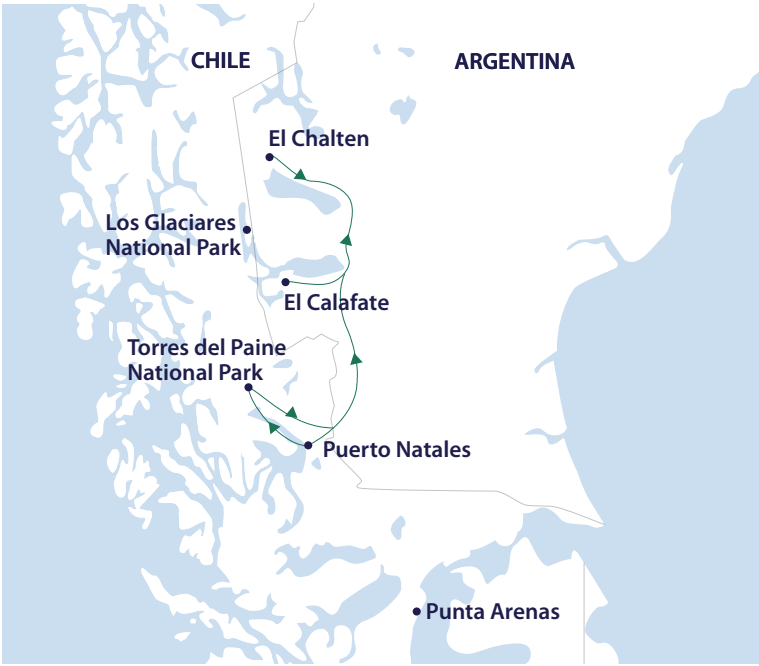 CHILE
ARGENTINA
El Chalten
Los Glaciares
National Park
El Calafate
Torres del Paine
National Park
Puerto Natales
Punta Arenas